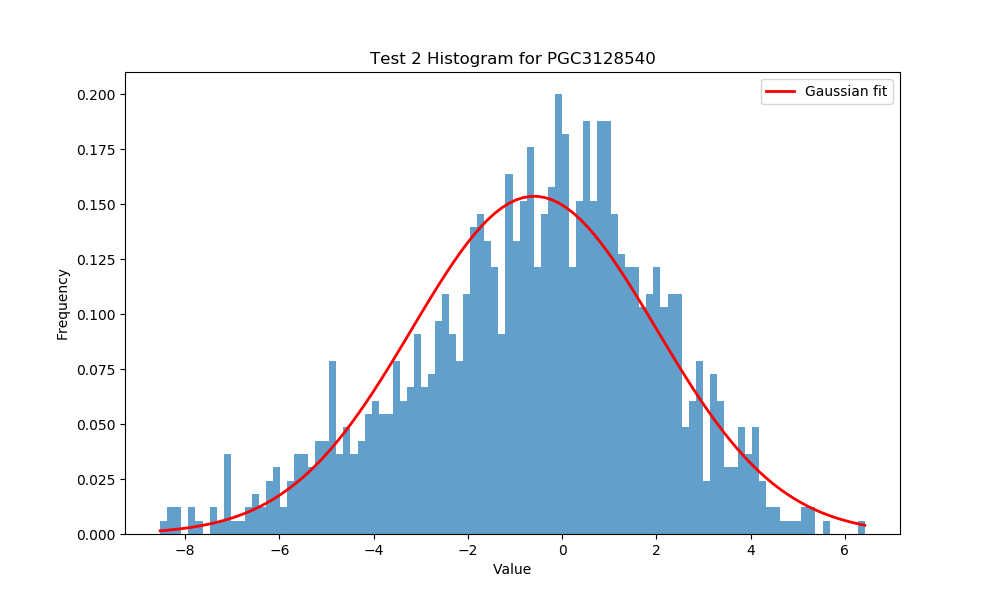 Test 2 Histogram for PGC3128540
Gaussian fit
0.200
0.175
0.150
0.125
0.100
0.075
0.050
0.025
0.000
Frequency
−8 −6 −4 −2 0 2 4 6
Value